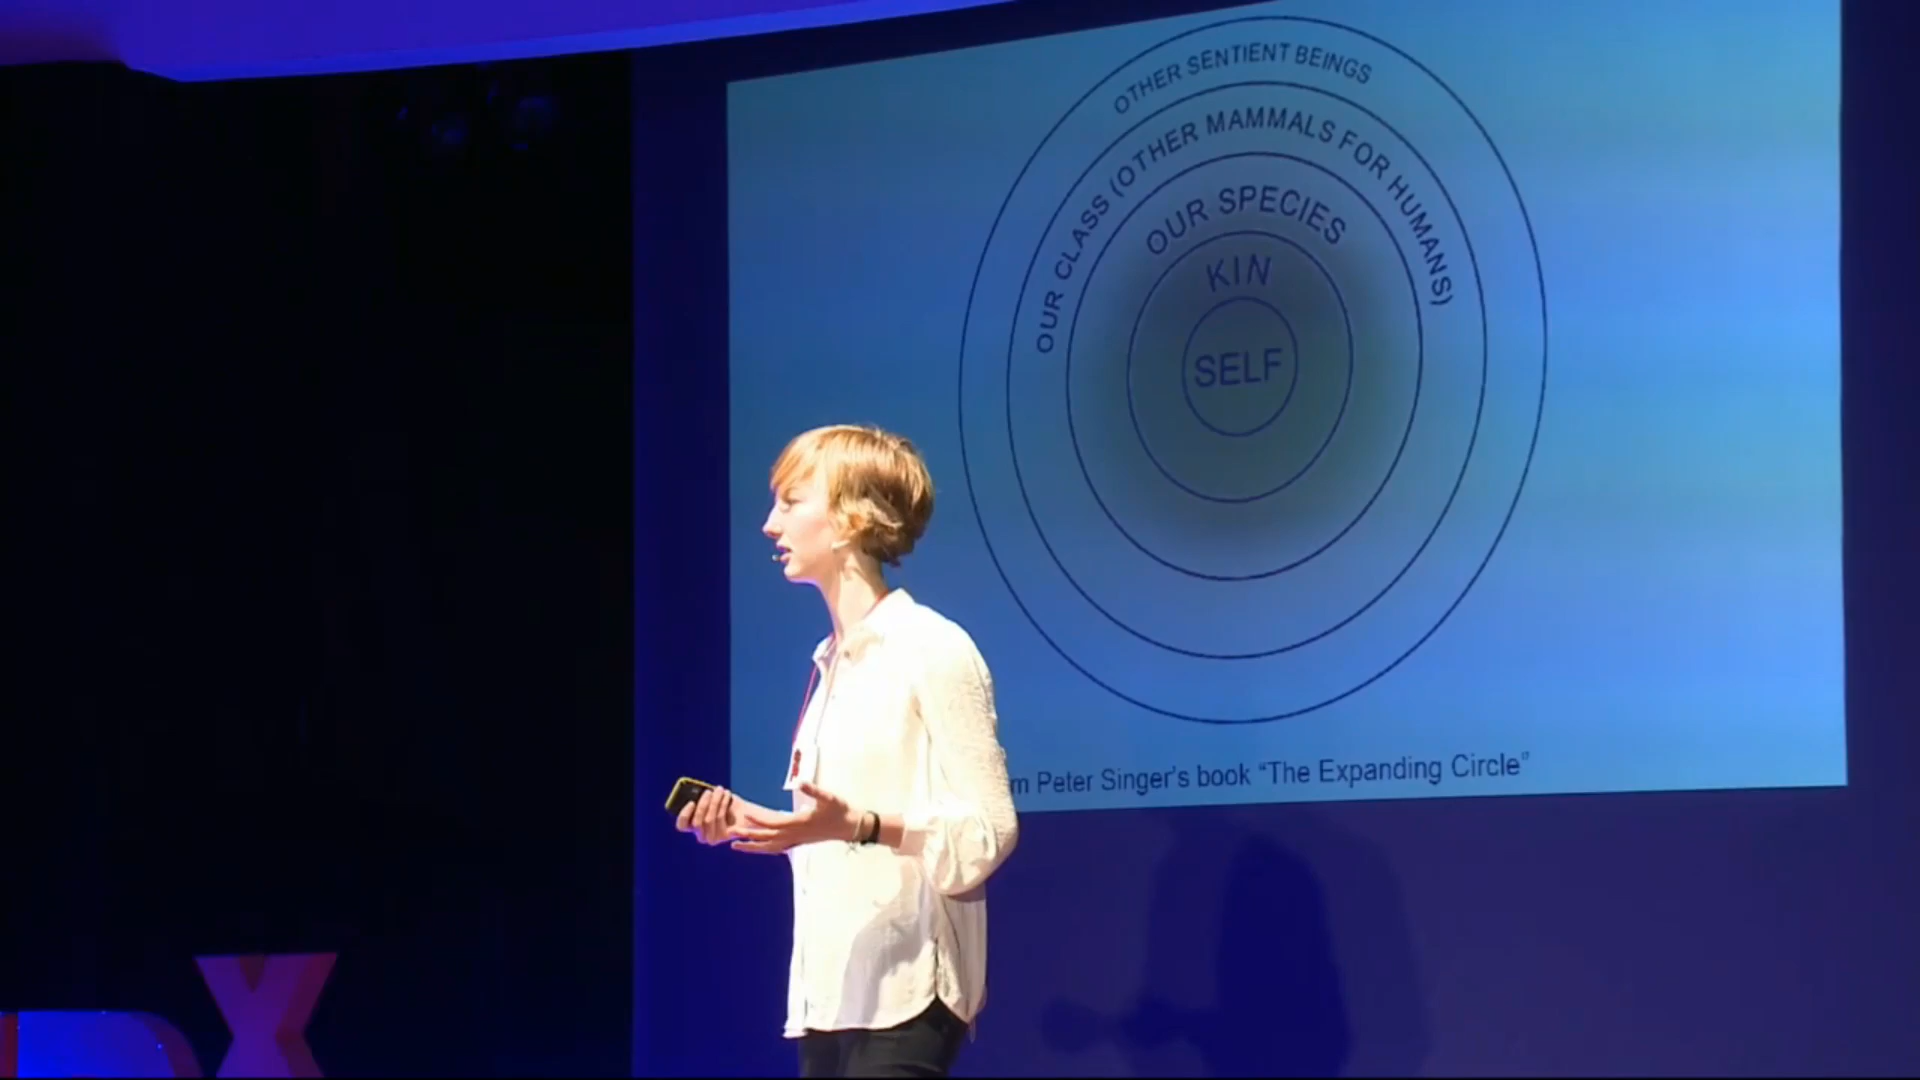 OTHER SENTIENT BEINGS
OUR CLASS (OTHER MAMMALS FOR HUMANS)
OUR SPECIES
KIN
SELF
Peter Singer's book “The Expanding Circle”
X